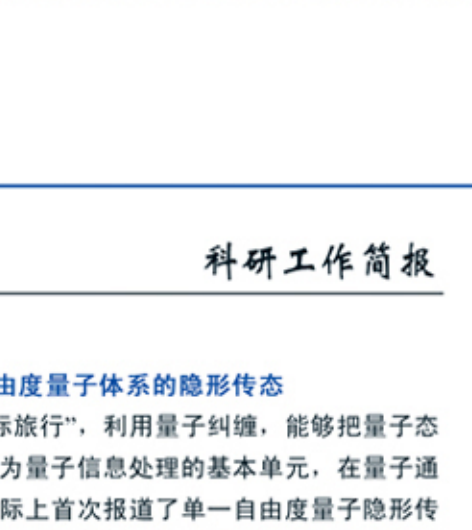 科研工作简报
由度量子体系的隐形传态
际旅行”，利用量子纠缠，能够把量子态
为量子信息处理的基本单元，在量子通
际上首次报道了单一自由度量子隐形传